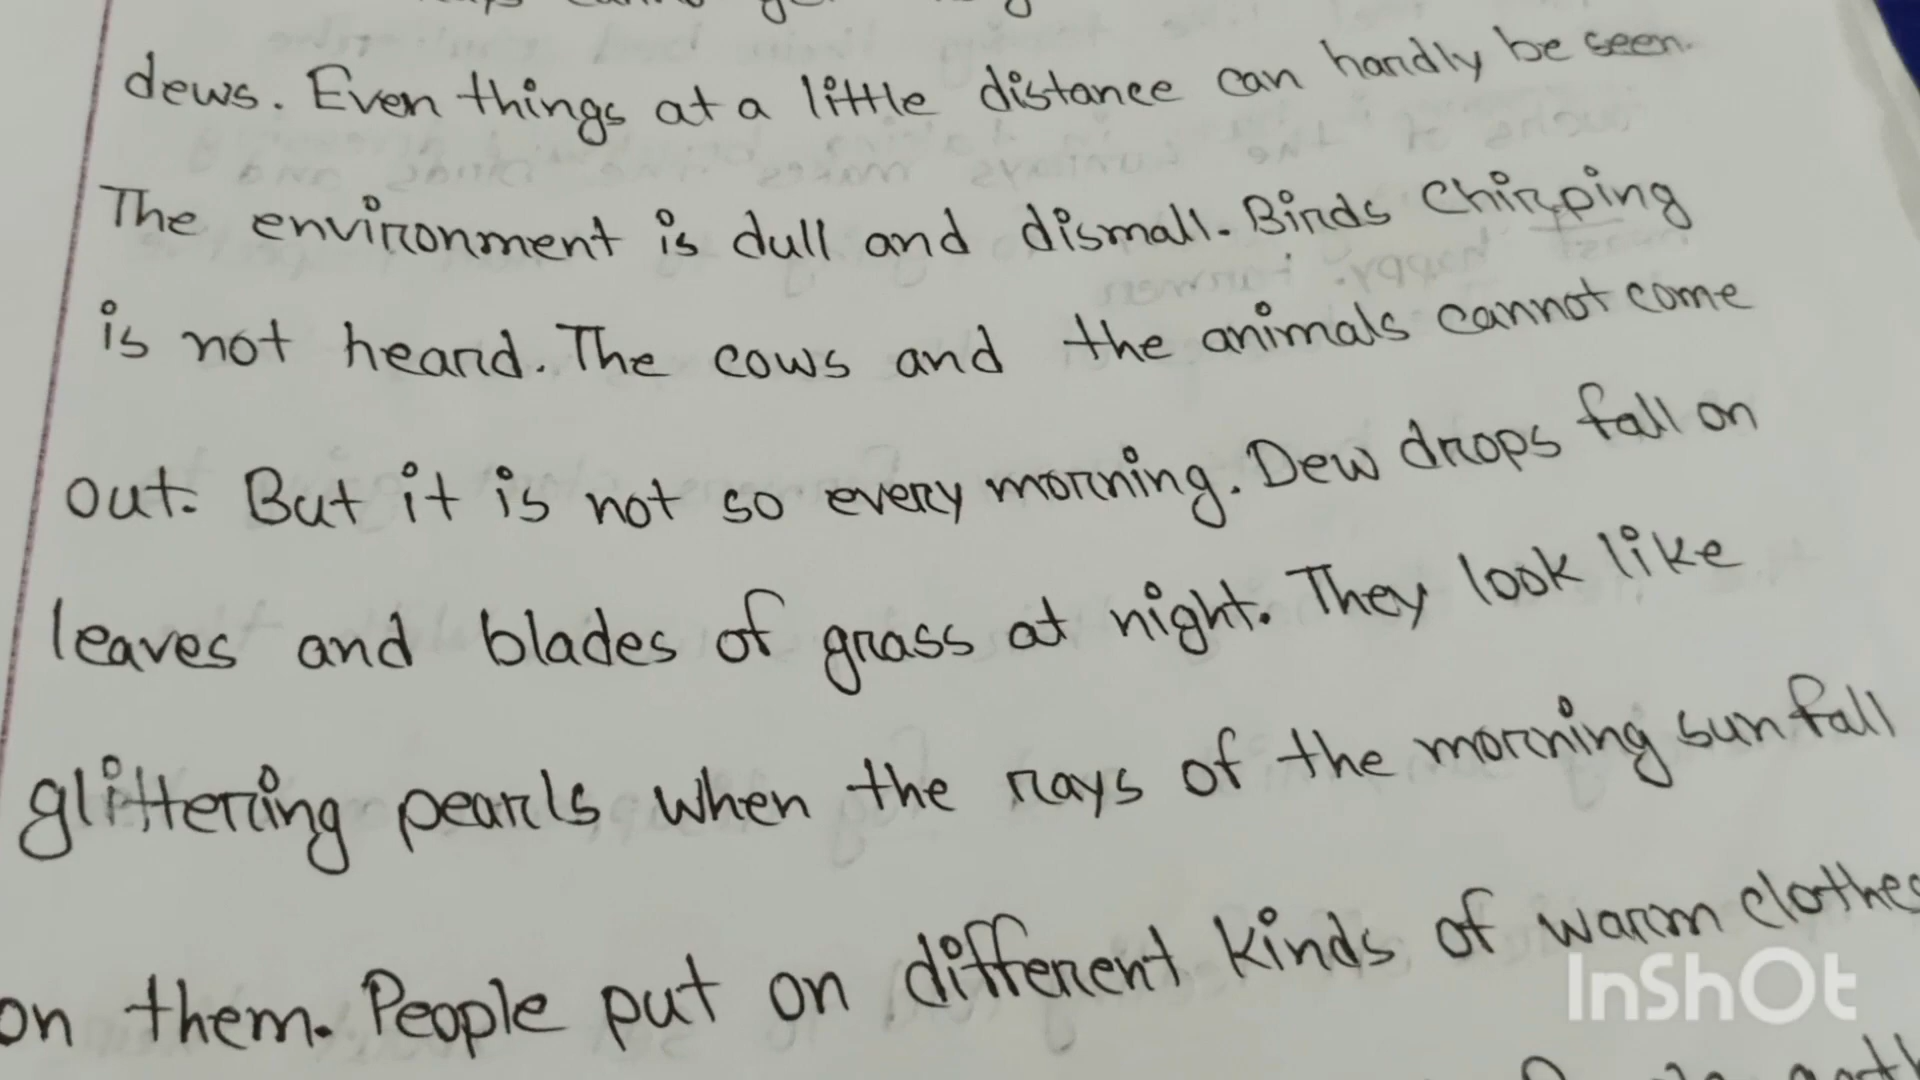 dews. Even things at a little distance can hardly be seen.
The environment is dull and dismall. Birds Chirping
is not heard. The cows and the animals cannot come
out. But it is not so every morning. Dew drops fall on
leaves and blades of grass at night. They look like
glittering pearls when the rays of the morning sun fall
on them. People put on different kinds of warm clothes
InShOt